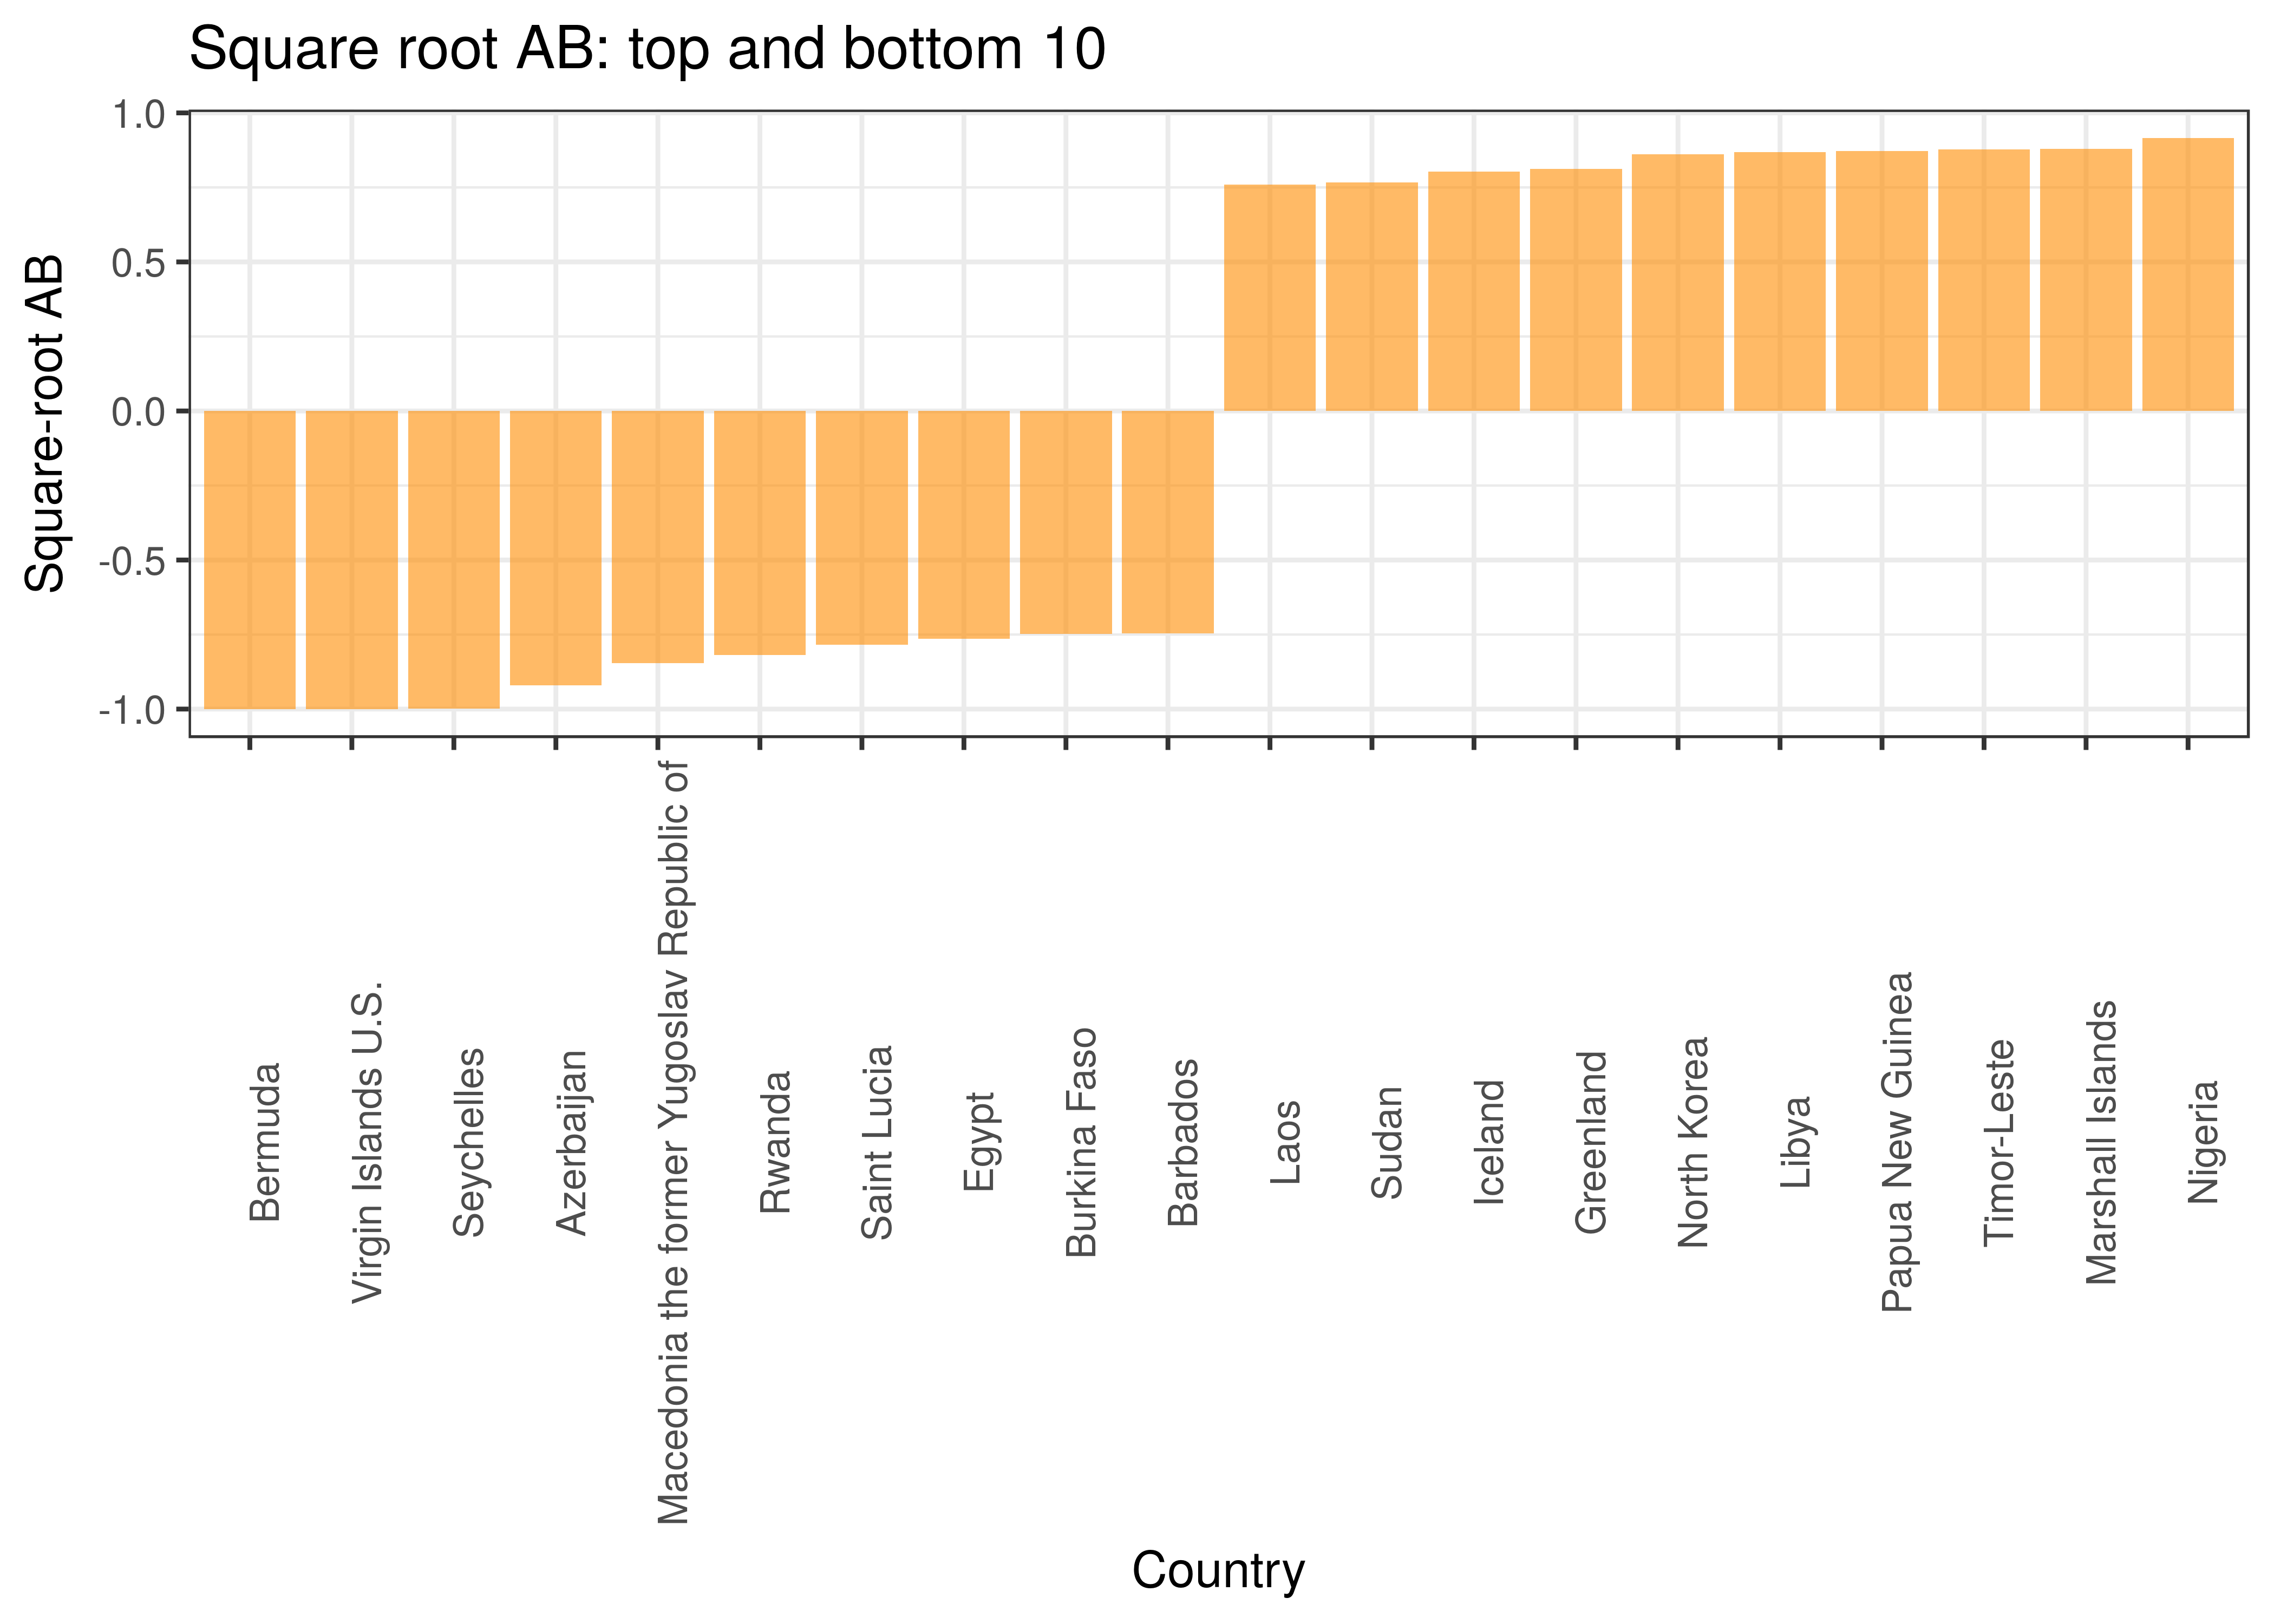 Square root AB: top and bottom 10
Square-root AB
1.0
0.5
0.0
-0.5
-1.0
Bermuda
Virgin Islands U.S.
Seychelles
Azerbaijan
Macedonia the former Yugoslav Republic of
Rwanda
Saint Lucia
Egypt
Burkina Faso
Barbados
Laos
Sudan
Iceland
Greenland
North Korea
Libya
Papua New Guinea
Timor-Leste
Marshall Islands
Nigeria
Country